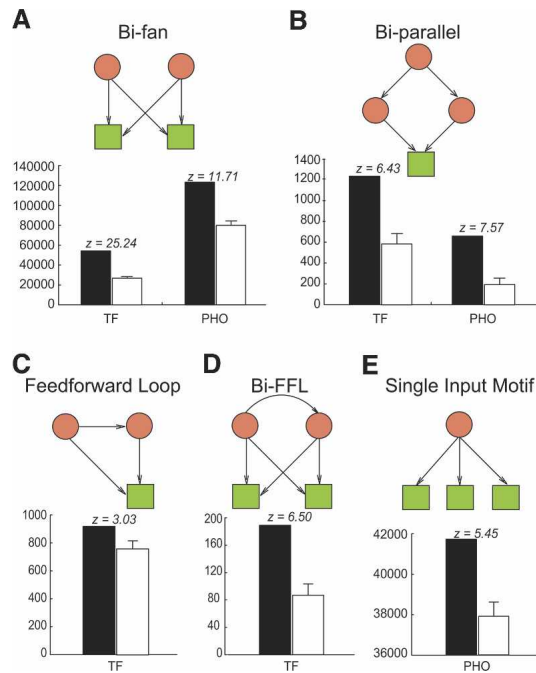 A
Bi-fan
140000
120000
100000
80000
60000
40000
20000
0
z = 25.24
z = 11.71
TF
PHO
B
Bi-parallel
1400
1200
1000
800
600
400
200
0
z = 6.43
z = 7.57
TF
PHO
C
Feedforward Loop
1000
800
600
400
200
0
z = 3.03
TF
D
Bi-FFL
200
160
120
80
40
0
z = 6.50
TF
E
Single Input Motif
42000
40000
38000
36000
z = 5.45
PHO